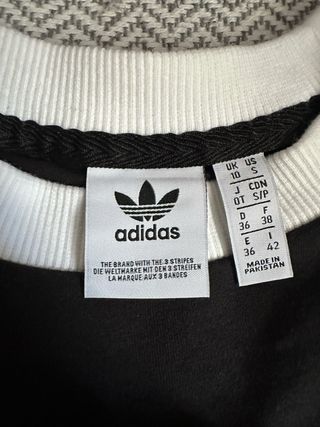 adidas
THE BRAND WITH THE 3 STRIPES
DIE WELTMARKE MIT DEN 3 STREIFEN
LA MARQUE AUX 3 BANDES
UK US
10 S
J CDN
OT S/P
D F
36 38
E I
36 42
MADE IN
PAKISTAN